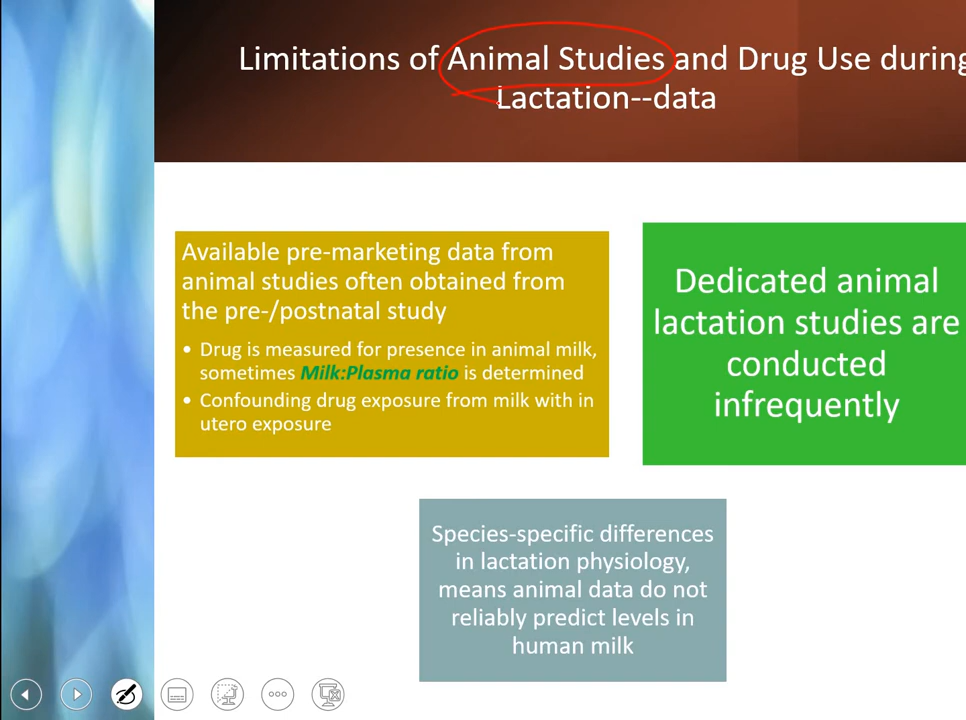 Limitations of Animal Studies and Drug Use during
Lactation--data
Available pre-marketing data from
animal studies often obtained from
the pre-/postnatal study
• Drug is measured for presence in animal milk,
sometimes Milk:Plasma ratio is determined
• Confounding drug exposure from milk with in
utero exposure
Dedicated animal
lactation studies are
conducted
infrequently
Species-specific differences
in lactation physiology,
means animal data do not
reliably predict levels in
human milk